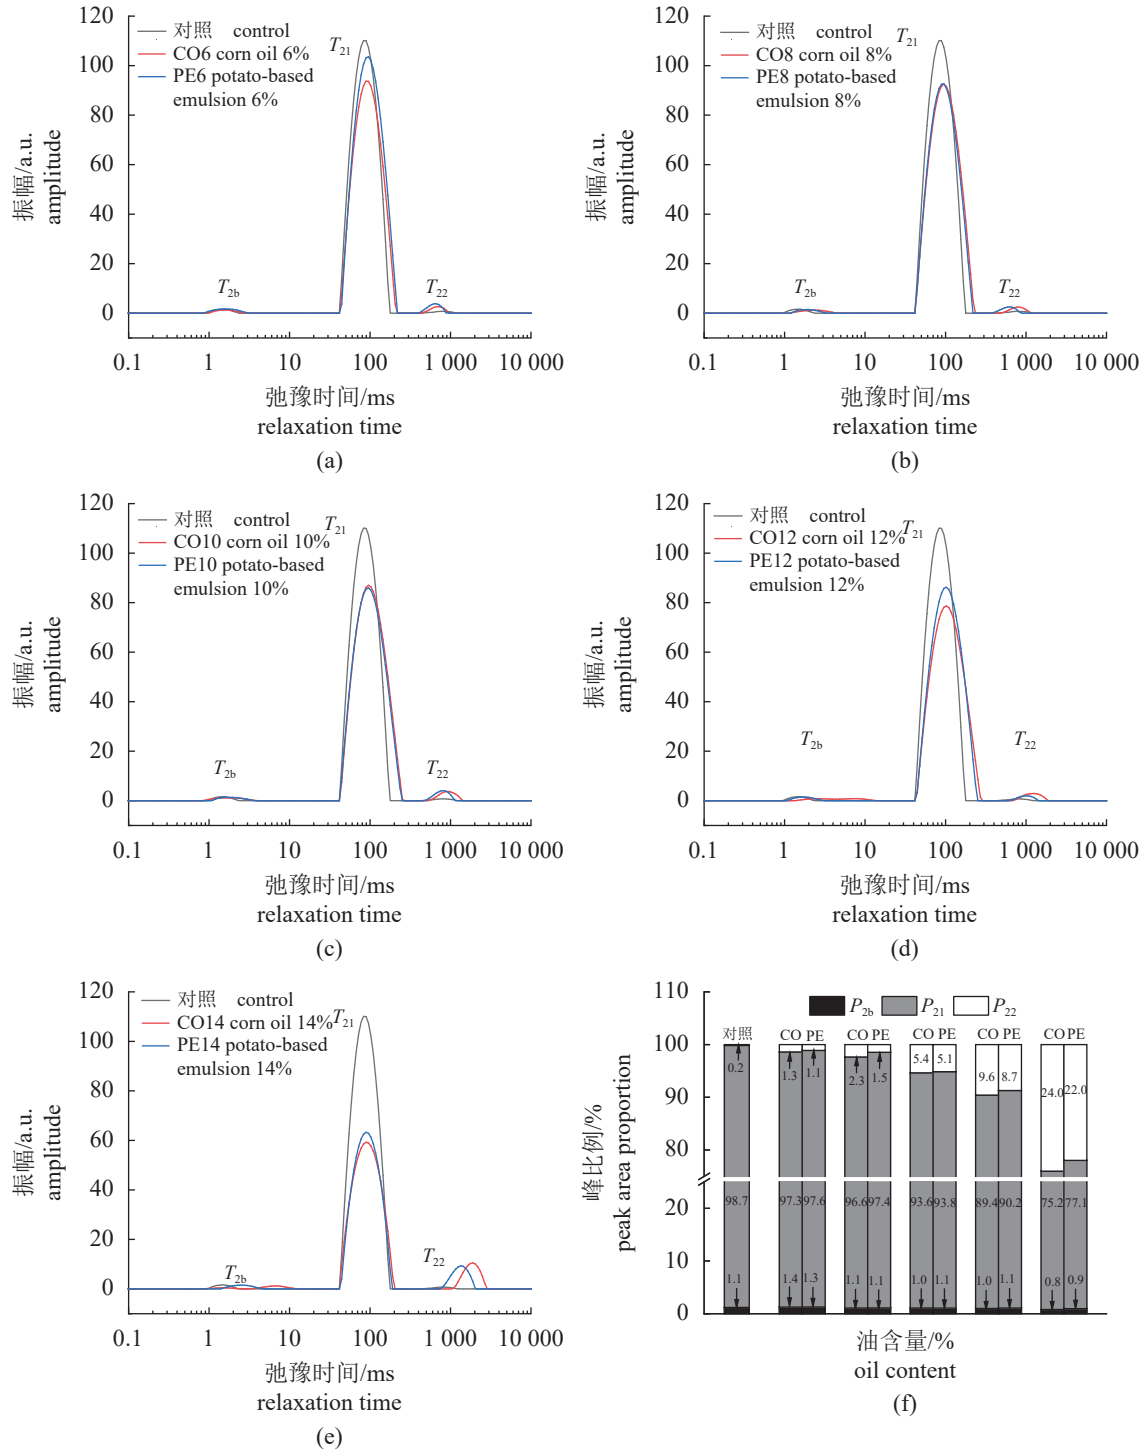 120
100
80
60
40
20
0
振幅/a.u.
amplitude
对照 control
CO6 corn oil 6%
PE6 potato-based
emulsion 6%
T21
T2b
T22
0.1 1 10 100 1 000 10 000
弛豫时间/ms
relaxation time
(a)
120
100
80
60
40
20
0
振幅/a.u.
amplitude
对照 control
CO8 corn oil 8%
PE8 potato-based
emulsion 8%
T21
T2b
T22
0.1 1 10 100 1 000 10 000
弛豫时间/ms
relaxation time
(b)
120
100
80
60
40
20
0
振幅/a.u.
amplitude
对照 control
CO10 corn oil 10%
PE10 potato-based
emulsion 10%
T21
T2b
T22
0.1 1 10 100 1 000 10 000
弛豫时间/ms
relaxation time
(c)
120
100
80
60
40
20
0
振幅/a.u.
amplitude
对照 control
CO12 corn oil 12%
PE12 potato-based
emulsion 12%
T21
T2b
T22
0.1 1 10 100 1 000 10 000
弛豫时间/ms
relaxation time
(d)
120
100
80
60
40
20
0
振幅/a.u.
amplitude
对照 control
CO14 corn oil 14%
PE14 potato-based
emulsion 14%
T21
T2b
T22
0.1 1 10 100 1 000 10 000
弛豫时间/ms
relaxation time
(e)
110
100
90
80
20
10
0
峰比例/%
peak area proportion
P2b P21 P22
对照 CO PE CO PE CO PE CO PE CO PE
0.2 1.3 1.1 2.3 1.5 5.4 5.1 9.6 8.7 24.0 22.0
98.7 97.3 97.6 96.6 97.4 93.6 93.8 89.4 90.2 75.2 77.1
1.1 1.4 1.3 1.1 1.1 1.0 1.1 1.0 1.1 0.8 0.9
油含量/%
oil content
(f)